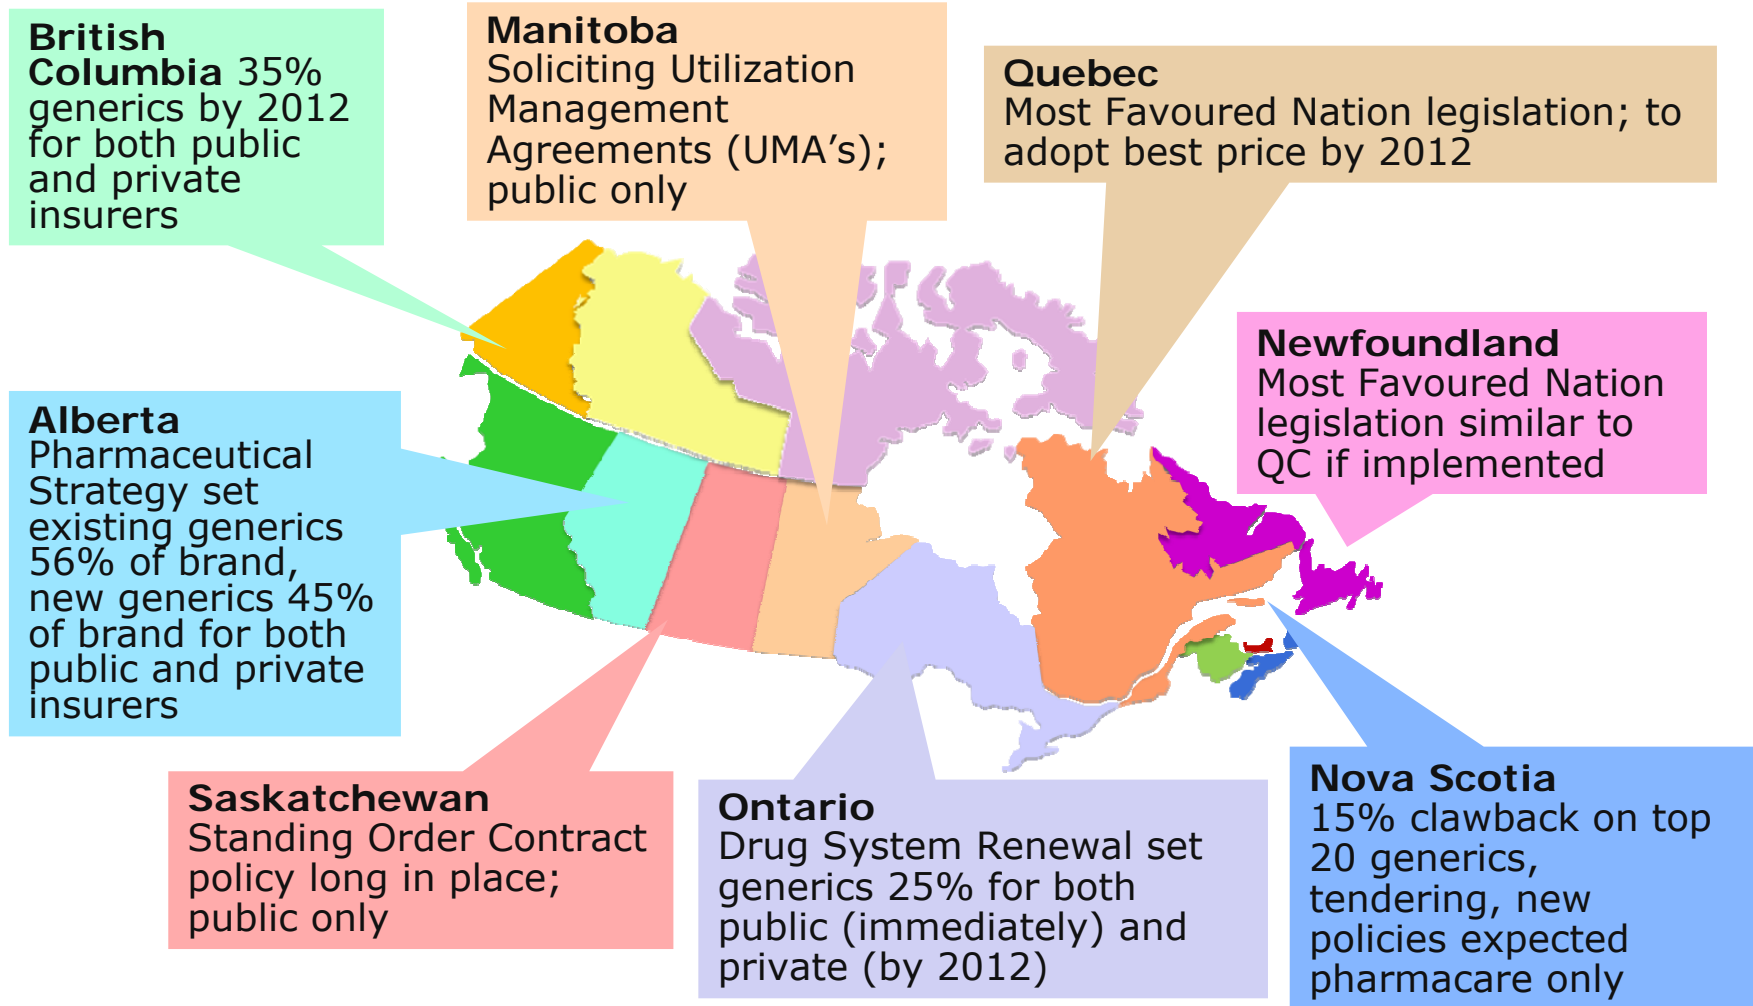 British
Columbia 35%
generics by 2012
for both public
and private
insurers
Manitoba
Soliciting Utilization
Management
Agreements (UMA’s);
public only
Quebec
Most Favoured Nation legislation; to
adopt best price by 2012
Newfoundland
Most Favoured Nation
legislation similar to
QC if implemented
Alberta
Pharmaceutical
Strategy set
existing generics
56% of brand,
new generics 45%
of brand for both
public and private
insurers
Saskatchewan
Standing Order Contract
policy long in place;
public only
Ontario
Drug System Renewal set
generics 25% for both
public (immediately) and
private (by 2012)
Nova Scotia
15% clawback on top
20 generics,
tendering, new
policies expected
pharmacare only